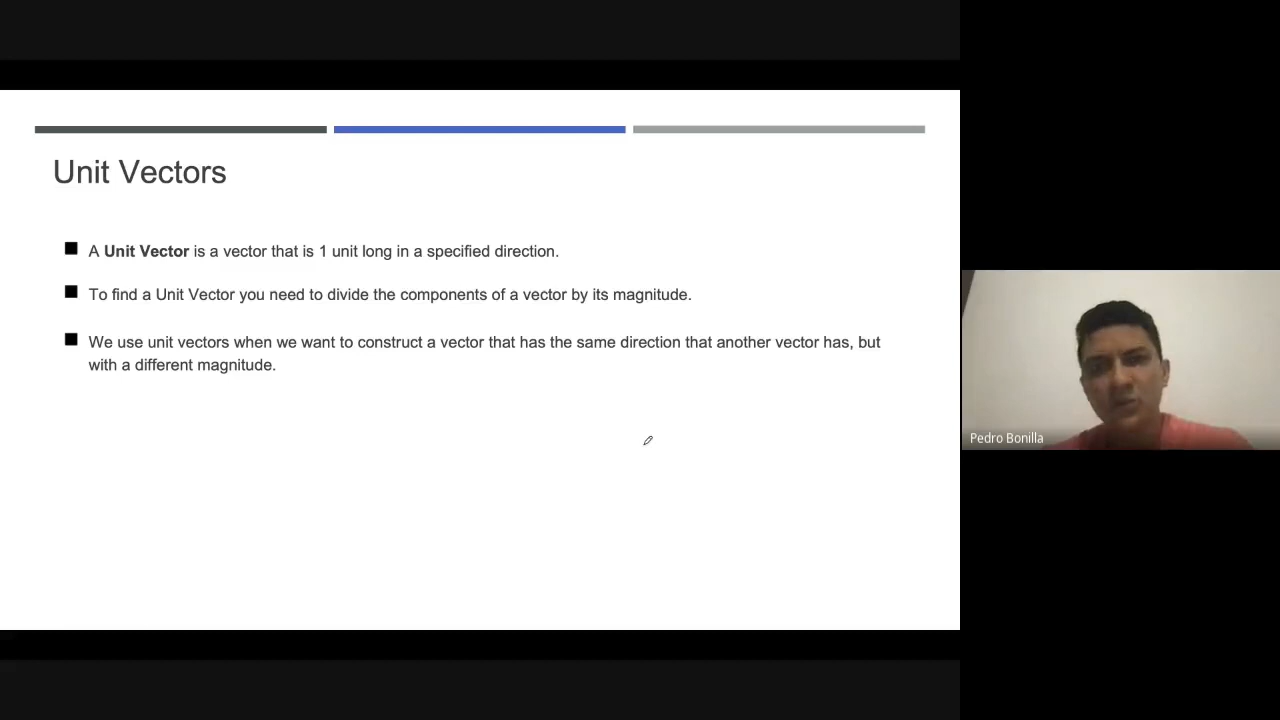 Unit Vectors
A Unit Vector is a vector that is 1 unit long in a specified direction.
To find a Unit Vector you need to divide the components of a vector by its magnitude.
We use unit vectors when we want to construct a vector that has the same direction that another vector has, but
with a different magnitude.
Pedro Bonilla